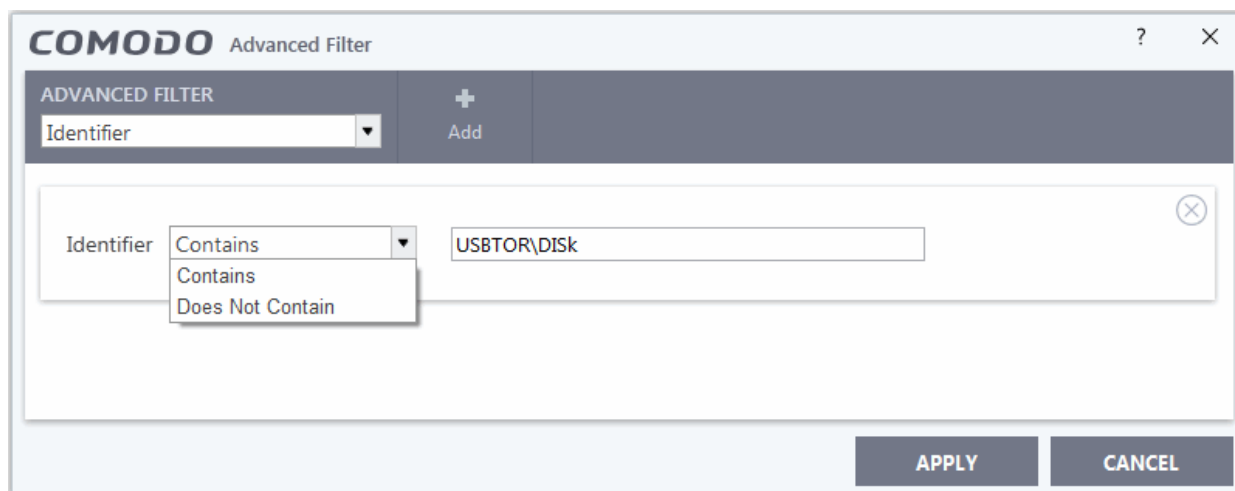 COMODO Advanced Filter ?
ADVANCED FILTER
Identifier
Add
Identifier Contains USBTOR\DISk
Contains
Does Not Contain
APPLY CANCEL